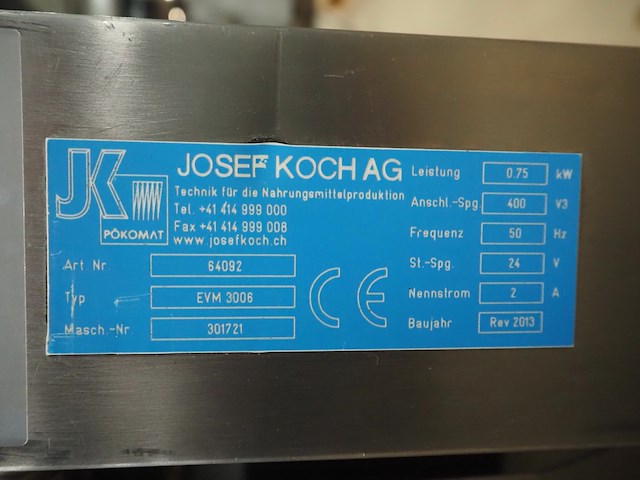 JK
PÖKOMAT
JOSEF KOCH AG
Technik für die Nahrungsmittelproduktion
Tel. +41 414 999 000
Fax +41 414 999 008
www.josefkoch.ch
Art Nr. 64092
Typ EVM 3006
Masch.-Nr. 301721
CE
Leistung 0.75 kW
Anschl.-Spg. 400 V3
Frequenz 50 Hz
St.-Spg. 24 V
Nennstrom 2 A
Baujahr Rev 2013